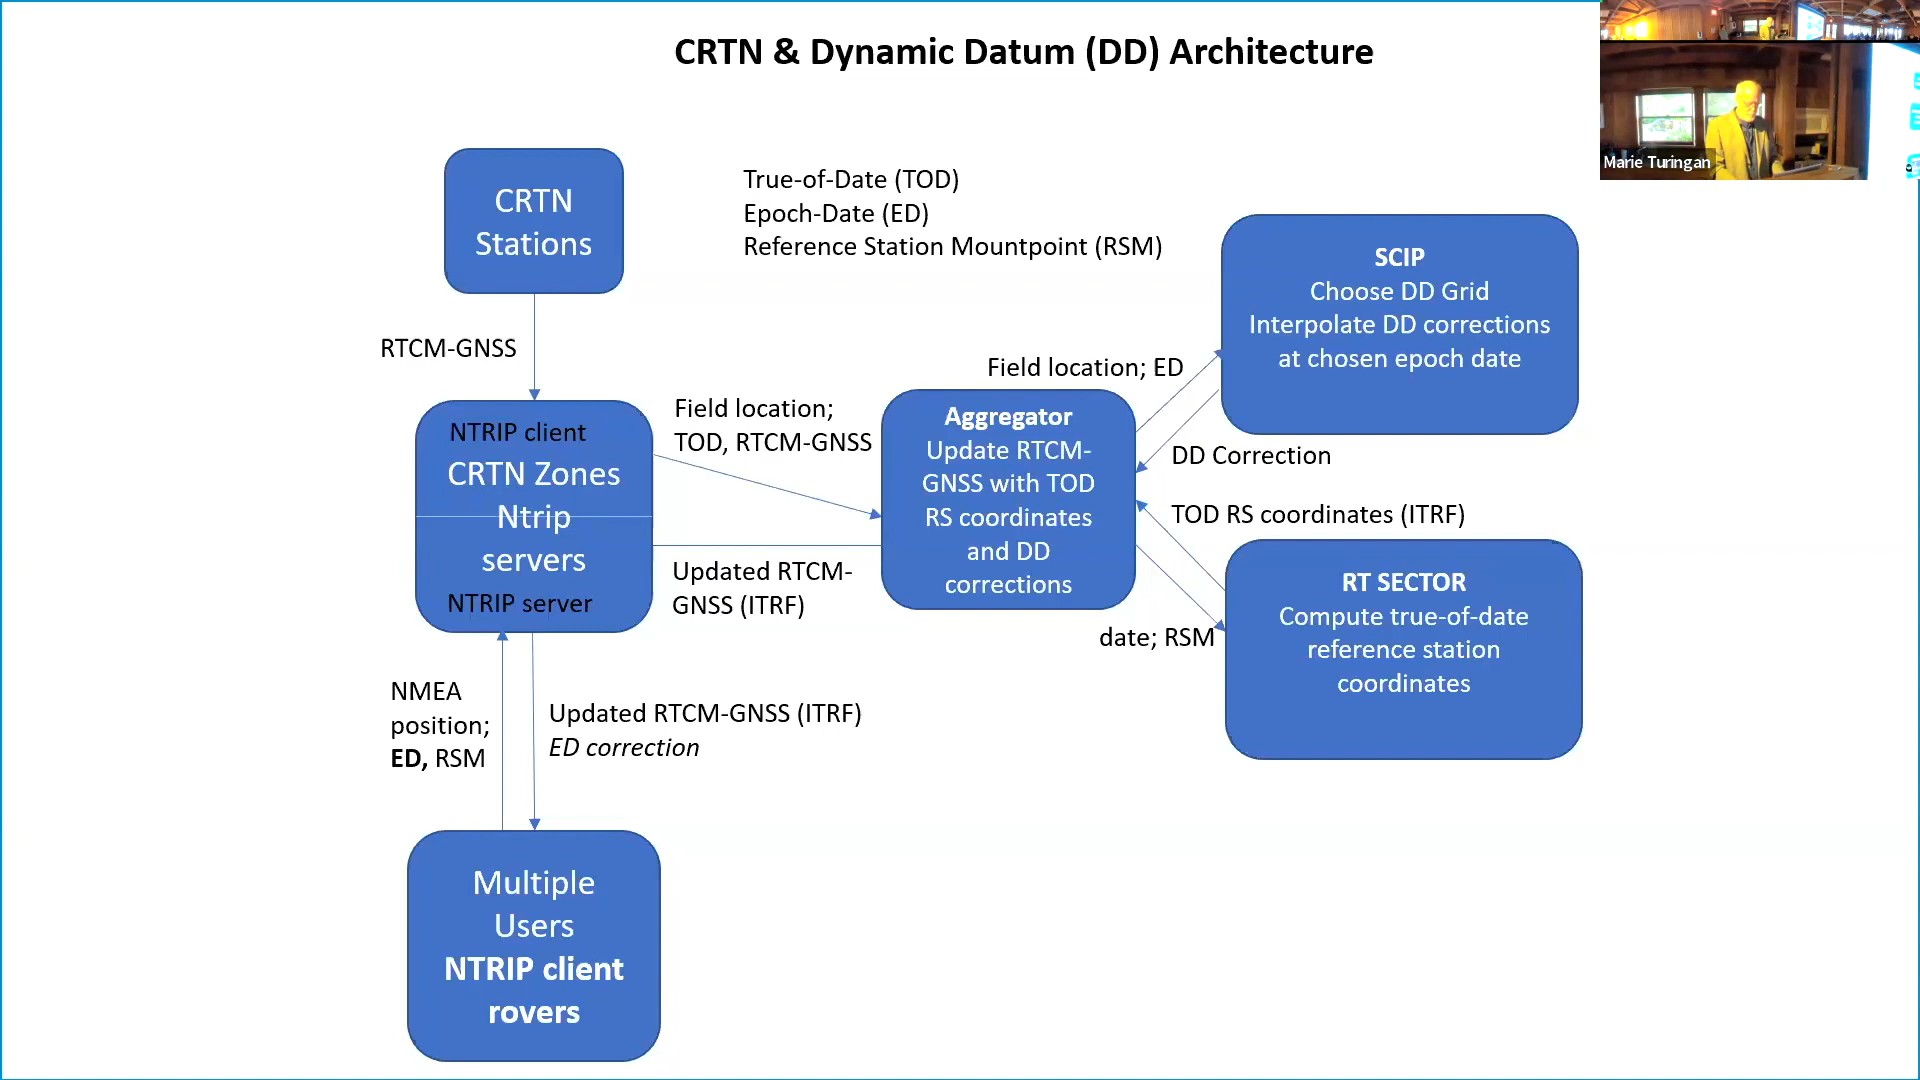 CRTN & Dynamic Datum (DD) Architecture
Marie Turingan
CRTN
Stations
True-of-Date (TOD)
Epoch-Date (ED)
Reference Station Mountpoint (RSM)
SCIP
Choose DD Grid
Interpolate DD corrections
at chosen epoch date
RTCM-GNSS
Field location; ED
Field location;
TOD, RTCM-GNSS
NTRIP client
CRTN Zones
Ntrip
servers
NTRIP server
Aggregator
Update RTCM-
GNSS with TOD
RS coordinates
and DD
corrections
DD Correction
TOD RS coordinates (ITRF)
Updated RTCM-
GNSS (ITRF)
RT SECTOR
Compute true-of-date
reference station
coordinates
date; RSM
NMEA
position;
ED, RSM
Updated RTCM-GNSS (ITRF)
ED correction
Multiple
Users
NTRIP client
rovers